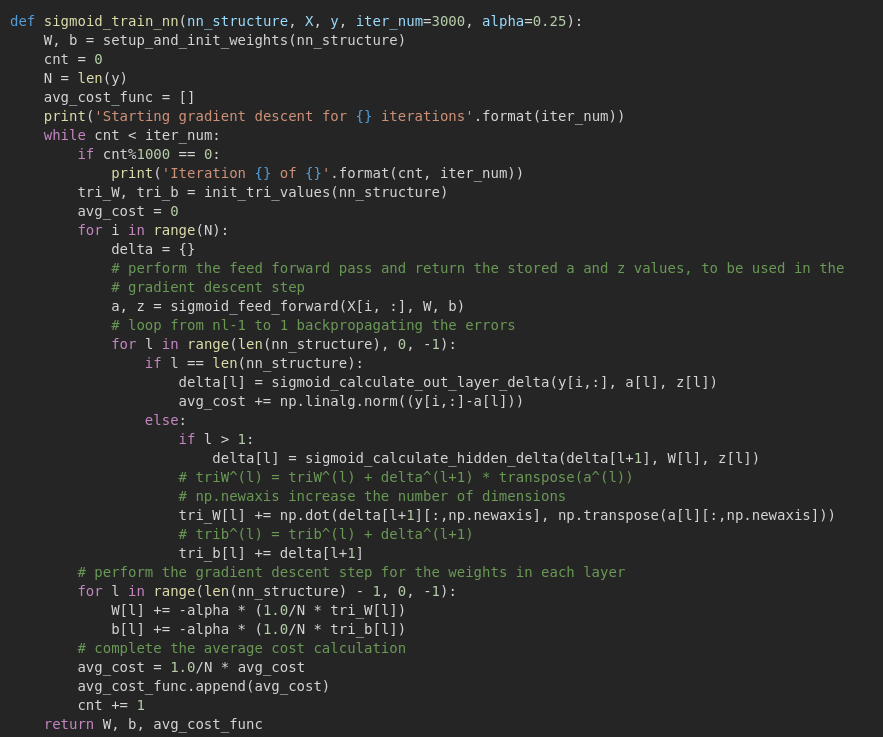 def sigmoid_train_nn(nn_structure, X, y, iter_num=3000, alpha=0.25):
    W, b = setup_and_init_weights(nn_structure)
    cnt = 0
    N = len(y)
    avg_cost_func = []
    print('Starting gradient descent for {} iterations'.format(iter_num))
    while cnt < iter_num:
        if cnt%1000 == 0:
            print('Iteration {} of {}'.format(cnt, iter_num))
        tri_W, tri_b = init_tri_values(nn_structure)
        avg_cost = 0
        for i in range(N):
            delta = {}
            # perform the feed forward pass and return the stored a and z values, to be used in the
            # gradient descent step
            a, z = sigmoid_feed_forward(X[i, :], W, b)
            # loop from nl-1 to 1 backpropagating the errors
            for l in range(len(nn_structure), 0, -1):
                if l == len(nn_structure):
                    delta[l] = sigmoid_calculate_out_layer_delta(y[i,:], a[l], z[l])
                    avg_cost += np.linalg.norm((y[i,:]-a[l]))
                else:
                    if l > 1:
                        delta[l] = sigmoid_calculate_hidden_delta(delta[l+1], W[l], z[l])
                    # triW^(l) = triW^(l) + delta^(l+1) * transpose(a^(l))
                    # np.newaxis increase the number of dimensions
                    tri_W[l] += np.dot(delta[l+1][:,np.newaxis], np.transpose(a[l][:,np.newaxis]))
                    # trib^(l) = trib^(l) + delta^(l+1)
                    tri_b[l] += delta[l+1]
        # perform the gradient descent step for the weights in each layer
        for l in range(len(nn_structure) - 1, 0, -1):
            W[l] += -alpha * (1.0/N * tri_W[l])
            b[l] += -alpha * (1.0/N * tri_b[l])
        # complete the average cost calculation
        avg_cost = 1.0/N * avg_cost
        avg_cost_func.append(avg_cost)
        cnt += 1
    return W, b, avg_cost_func